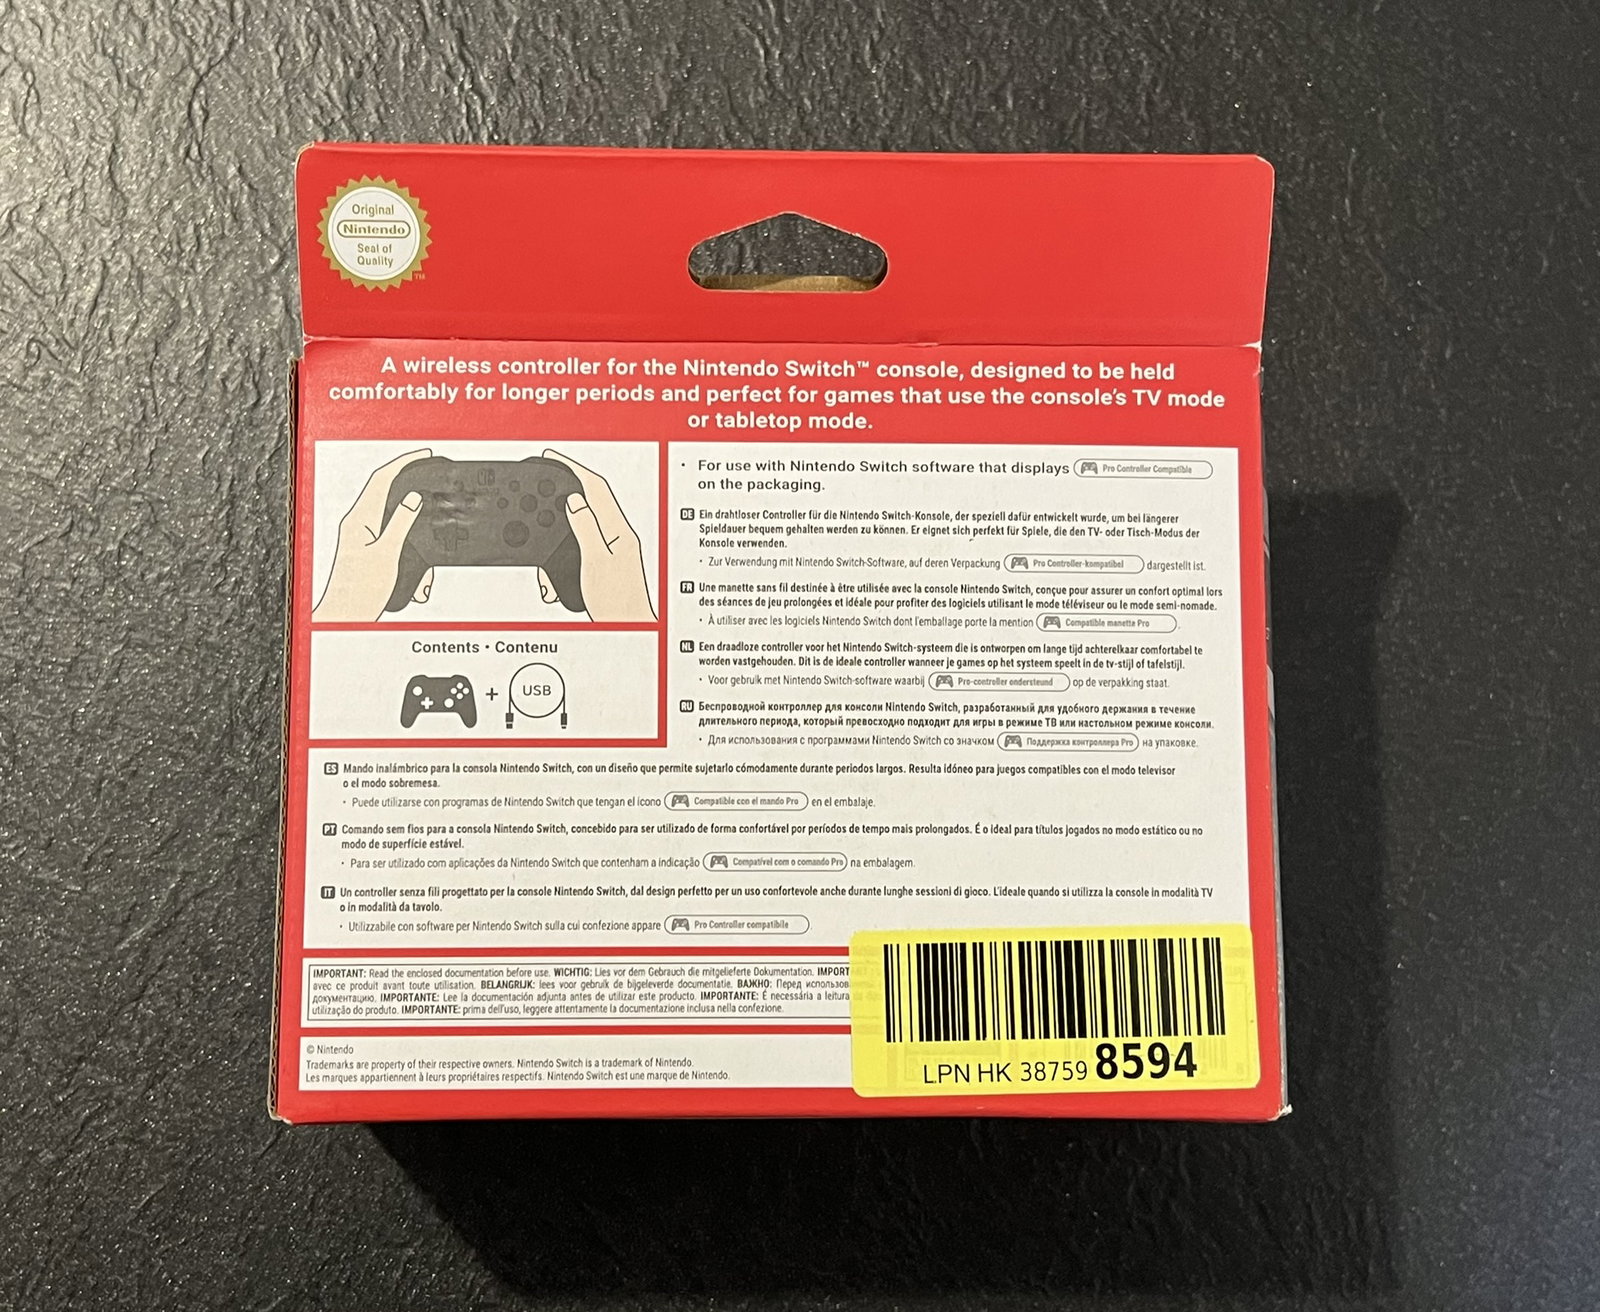 Original
Nintendo
Seal of
Quality
TM
A wireless controller for the Nintendo Switch™ console, designed to be held
comfortably for longer periods and perfect for games that use the console's TV mode
or tabletop mode.
• For use with Nintendo Switch software that displays Pro Controller Compatible
on the packaging.
DE Ein drahtloser Controller für die Nintendo Switch-Konsole, der speziell dafür entwickelt wurde, um bei längerer
Spieldauer bequem gehalten werden zu können. Er eignet sich perfekt für Spiele, die den TV- oder Tisch-Modus der
Konsole verwenden.
• Zur Verwendung mit Nintendo Switch-Software, auf deren Verpackung Pro Controller-kompatibel dargestellt ist.
FR Une manette sans fil destinée à être utilisée avec la console Nintendo Switch, conçue pour assurer un confort optimal lors
des séances de jeu prolongées et idéale pour profiter des logiciels utilisant le mode téléviseur ou le mode semi-nomade.
• À utiliser avec les logiciels Nintendo Switch dont l'emballage porte la mention Compatible manette Pro .
NL Een draadloze controller voor het Nintendo Switch-systeem die is ontworpen om lange tijd achterelkaar comfortabel te
worden vastgehouden. Dit is de ideale controller wanneer je games op het systeem speelt in de tv-stijl of tafelstijl.
• Voor gebruik met Nintendo Switch-software waarbij Pro-controller ondersteund op de verpakking staat.
RU Беспроводной контроллер для консоли Nintendo Switch, разработанный для удобного держания в течение
длительного периода, который превосходно подходит для игры в режиме ТВ или настольном режиме консоли.
• Для использования с программами Nintendo Switch со значком Поддержка контроллера Pro на упаковке.
Contents • Contenu
+ USB
ES Mando inalámbrico para la consola Nintendo Switch, con un diseño que permite sujetarlo cómodamente durante periodos largos. Resulta idóneo para juegos compatibles con el modo televisor
o el modo sobremesa.
• Puede utilizarse con programas de Nintendo Switch que tengan el icono Compatible con el mando Pro en el embalaje.
PT Comando sem fios para a consola Nintendo Switch, concebido para ser utilizado de forma confortável por períodos de tempo mais prolongados. É o ideal para títulos jogados no modo estático ou no
modo de superfície estável.
• Para ser utilizado com aplicações da Nintendo Switch que contenham a indicação Compatível com o comando Pro na embalagem.
IT Un controller senza fili progettato per la console Nintendo Switch, dal design perfetto per un uso confortevole anche durante lunghe sessioni di gioco. L'ideale quando si utilizza la console in modalità TV
o in modalità da tavolo.
• Utilizzabile con software per Nintendo Switch sulla cui confezione appare Pro Controller compatibile .
IMPORTANT: Read the enclosed documentation before use. WICHTIG: Lies vor dem Gebrauch die mitgelieferte Dokumentation. IMPORT
avec ce produit avant toute utilisation. BELANGRIJK: lees voor gebruik de bijgeleverde documentatie. ВАЖНО: Перед использов
документацию. IMPORTANTE: Lee la documentación adjunta antes de utilizar este producto. IMPORTANTE: É necessária a leitura
utilização do produto. IMPORTANTE: prima dell'uso, leggere attentamente la documentazione inclusa nella confezione.
© Nintendo
Trademarks are property of their respective owners. Nintendo Switch is a trademark of Nintendo.
Les marques appartiennent à leurs propriétaires respectifs. Nintendo Switch est une marque de Nintendo.
LPN HK 38759 8594